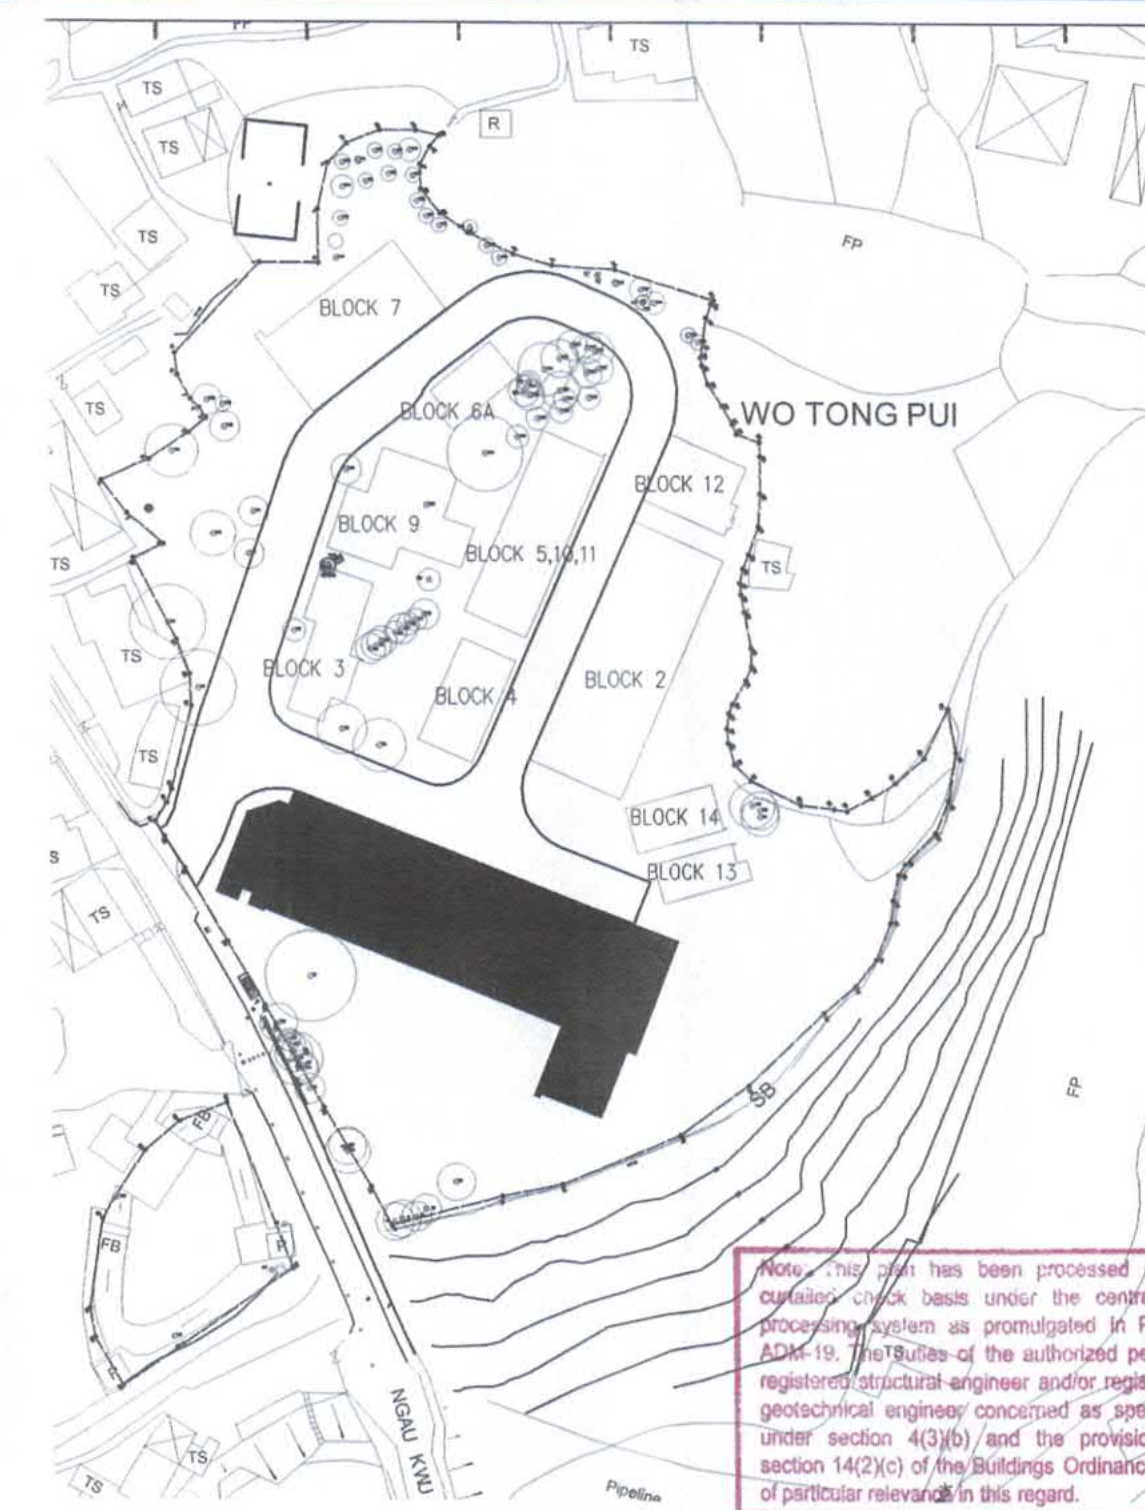 FP
TS
TS
R
TS
TS
FP
TS
BLOCK 7
TS
BLOCK 6A
WO TONG PUI
BLOCK 12
BLOCK 9
BLOCK 5,10,11
TS
TS
TS
BLOCK 3
BLOCK 2
BLOCK 4
TS
BLOCK 14
S
BLOCK 13
TS
FP
SB
FB
FB
R
Note: This plan has been processed
curtailed check basis under the centra
processing system as promulgated in P
ADM-19. The duties of the authorized pe
TS
registered structural engineer and/or regis
geotechnical engineer concerned as spe
under section 4(3)(b) and the provisio
section 14(2)(c) of the Buildings Ordinanc
of particular relevance in this regard.
NGAU KWU
TS
TS
Pipeline